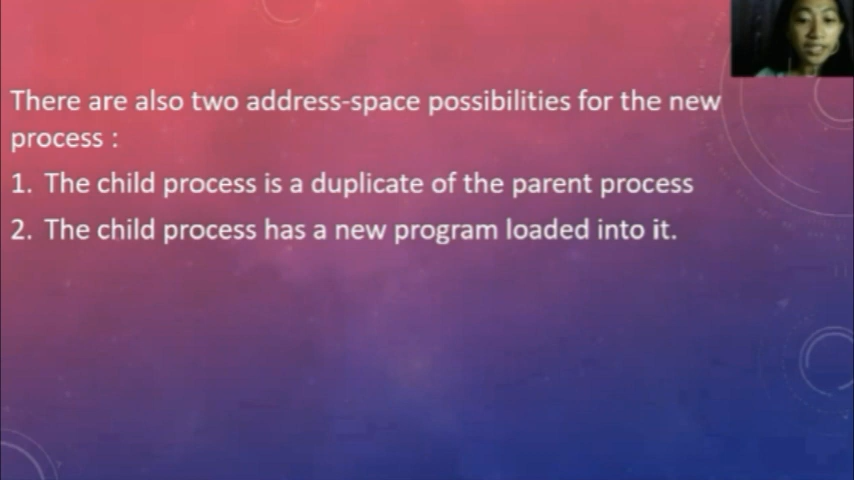 There are also two address-space possibilities for the new
process :
1. The child process is a duplicate of the parent process
2. The child process has a new program loaded into it.